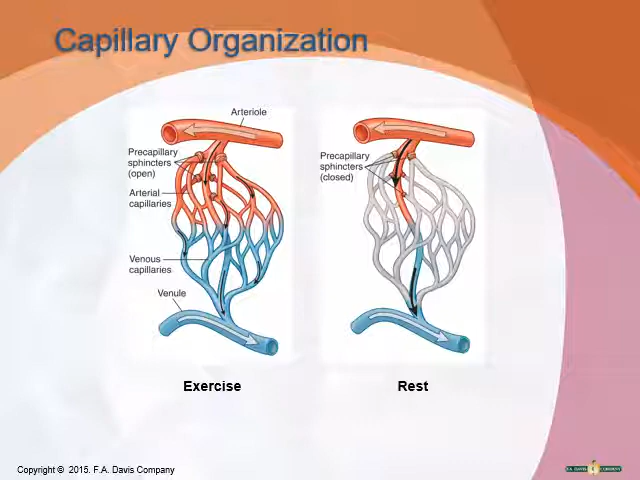 Capillary Organization
Arteriole
Precapillary
sphincters
(open)
Arterial
capillaries
Venous
capillaries
Venule
Precapillary
sphincters
(closed)
Exercise
Rest
Copyright © 2015. F.A. Davis Company